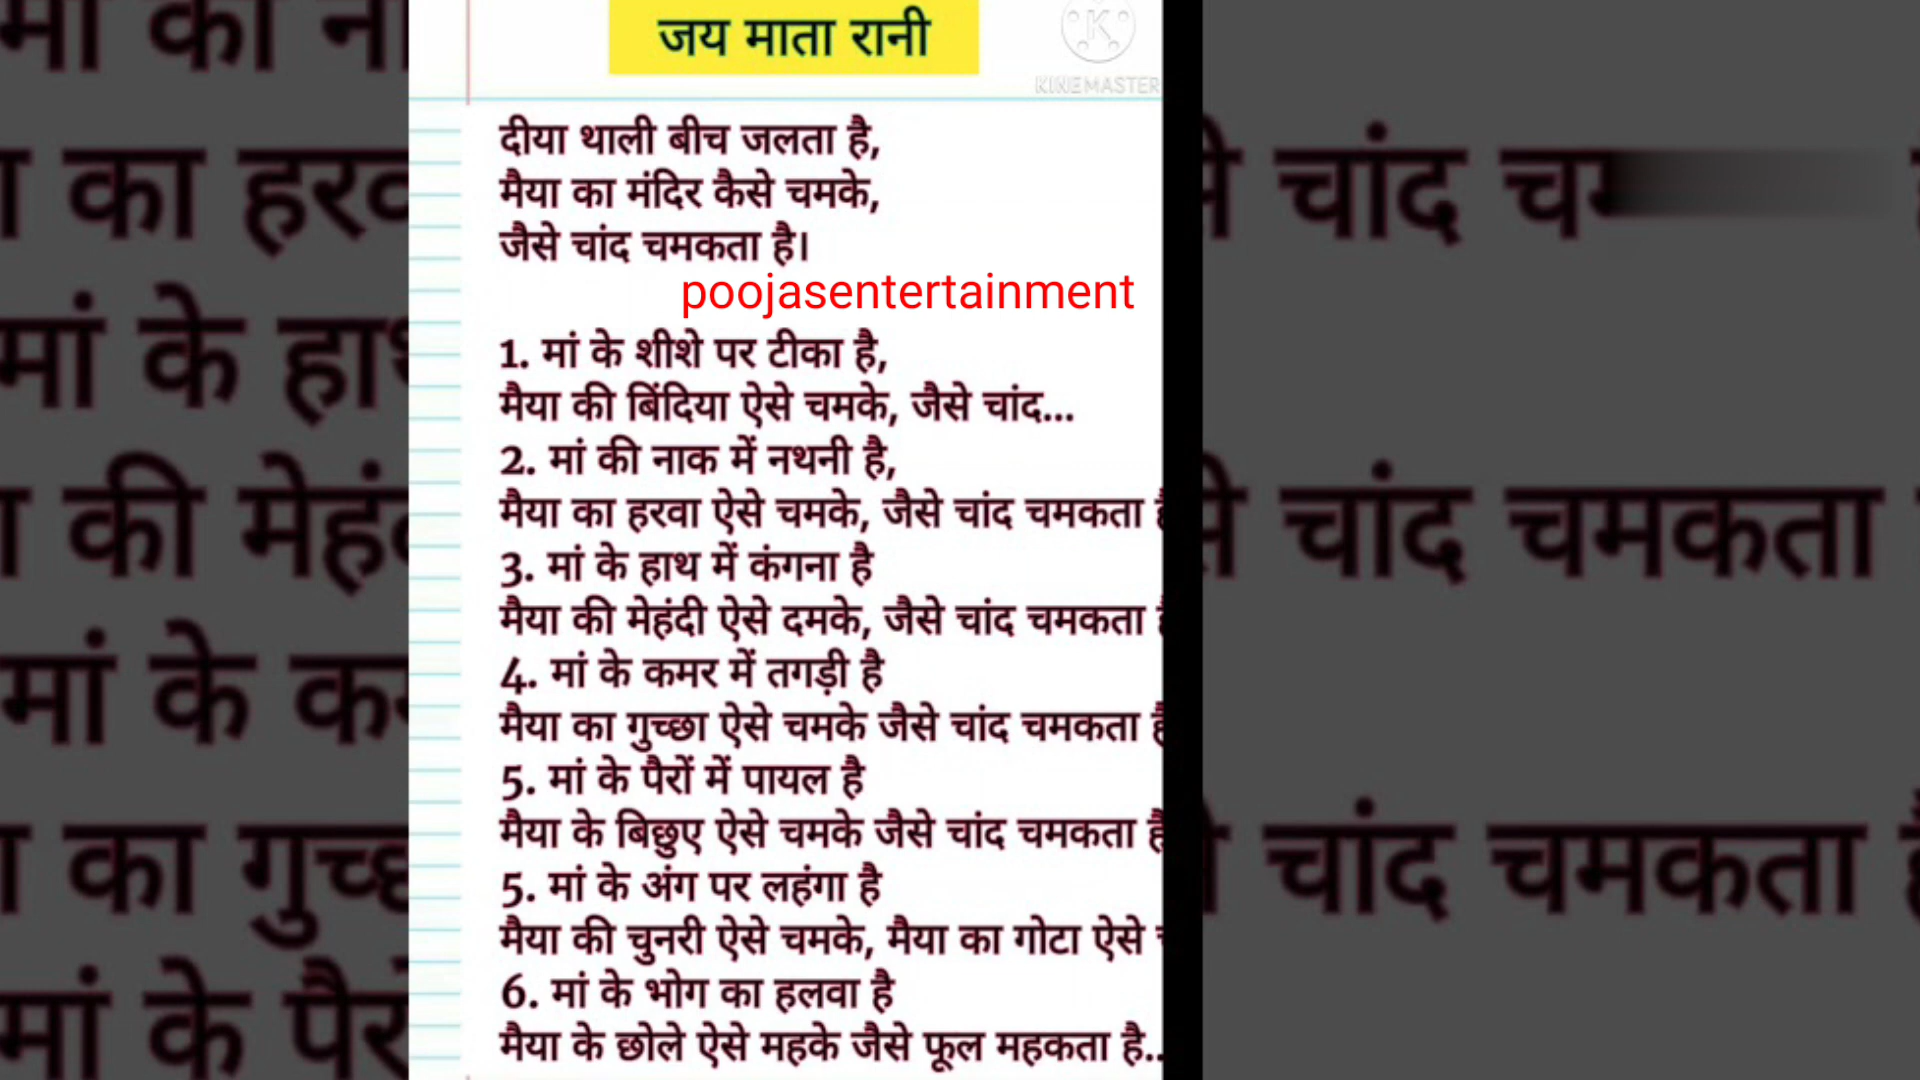 जय माता रानी
KINEMASTER
दीया थाली बीच जलता है,
मैया का मंदिर कैसे चमके,
जैसे चांद चमकता है।
poojasentertainment
1. मां के शीशे पर टीका है,
मैया की बिंदिया ऐसे चमके, जैसे चांद...
2. मां की नाक में नथनी है,
मैया का हरवा ऐसे चमके, जैसे चांद चमकता
3. मां के हाथ में कंगना है
मैया की मेहंदी ऐसे दमके, जैसे चांद चमकता
4. मां के कमर में तगड़ी है
मैया का गुच्छा ऐसे चमके जैसे चांद चमकता है
5. मां के पैरों में पायल है
मैया के बिछुए ऐसे चमके जैसे चांद चमकता है
5. मां के अंग पर लहंगा है
मैया की चुनरी ऐसे चमके, मैया का गोटा ऐसे
6. मां के भोग का हलवा है
मैया के छोले ऐसे महके जैसे फूल महकता है..